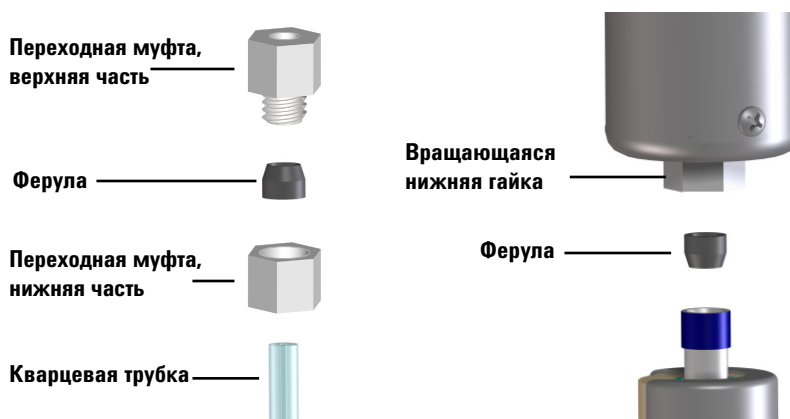 Переходная муфта,
верхняя часть
Ферула
Переходная муфта,
нижняя часть
Кварцевая трубка
Вращающаяся
нижняя гайка
Ферула